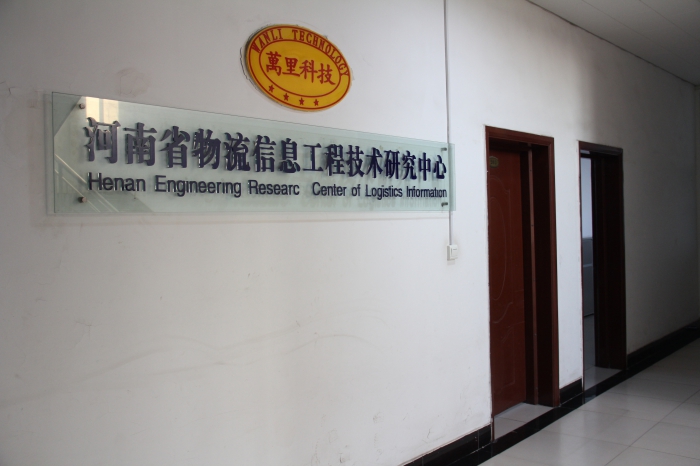 WANLI TECHNOLOGY
萬里科技
河南省物流信息工程技术研究中心
Henan Engineering Researc Center of Logistics Information